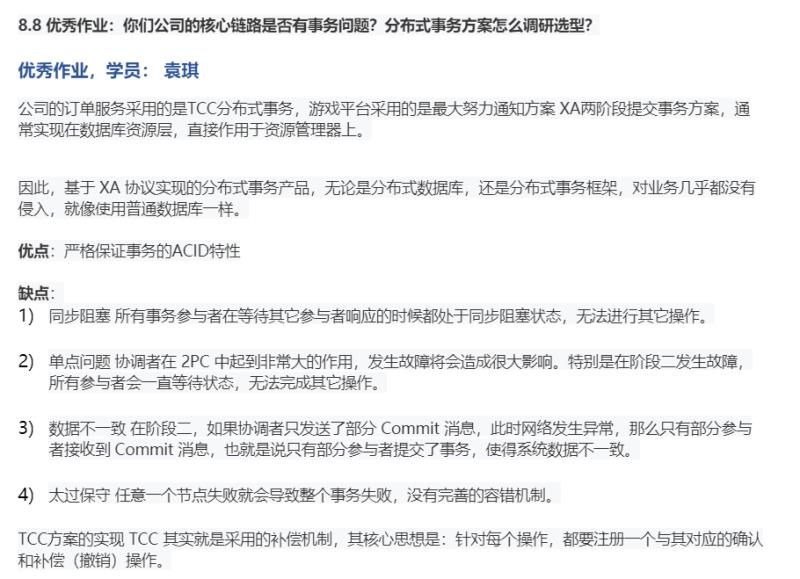 8.8 优秀作业：你们公司的核心链路是否有事务问题？分布式事务方案怎么调研选型？
优秀作业，学员： 袁琪
公司的订单服务采用的是TCC分布式事务，游戏平台采用的是最大努力通知方案 XA两阶段提交事务方案，通
常实现在数据库资源层，直接作用于资源管理器上。
因此，基于 XA 协议实现的分布式事务产品，无论是分布式数据库，还是分布式事务框架，对业务几乎都没有
侵入，就像使用普通数据库一样。
优点：严格保证事务的ACID特性
缺点：
1) 同步阻塞 所有事务参与者在等待其它参与者响应的时候都处于同步阻塞状态，无法进行其它操作。
2) 单点问题 协调者在 2PC 中起到非常大的作用，发生故障将会造成很大影响。特别是在阶段二发生故障，
所有参与者会一直等待状态，无法完成其它操作。
3) 数据不一致 在阶段二，如果协调者只发送了部分 Commit 消息，此时网络发生异常，那么只有部分参与
者接收到 Commit 消息，也就是说只有部分参与者提交了事务，使得系统数据不一致。
4) 太过保守 任意一个节点失败就会导致整个事务失败，没有完善的容错机制。
TCC方案的实现 TCC 其实就是采用的补偿机制，其核心思想是：针对每个操作，都要注册一个与其对应的确认
和补偿（撤销）操作。